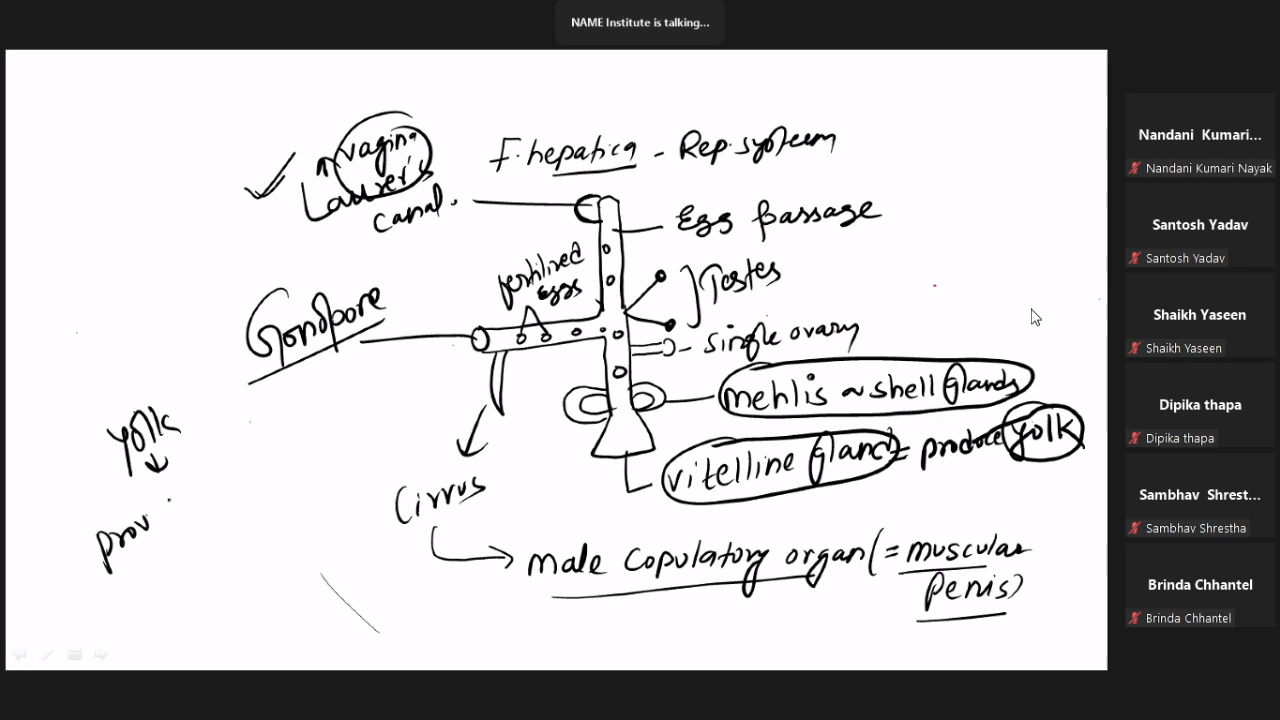 NAME Institute is talking...
F. hepatica - Rep. systeem
vagina
Laurer's
canal.
Egg passage
fertilized
eggs
Testes
Gonopore
single ovary
mehlis ~ shell glands
vitelline gland = produce yolk
yolk
prov
Cirrus
male copulatory organ (= muscular
Penis)
Nandani Kumari...
Nandani Kumari Nayak
Santosh Yadav
Santosh Yadav
Shaikh Yaseen
Shaikh Yaseen
Dipika thapa
Dipika thapa
Sambhav Shrest...
Sambhav Shrestha
Brinda Chhantel
Brinda Chhantel